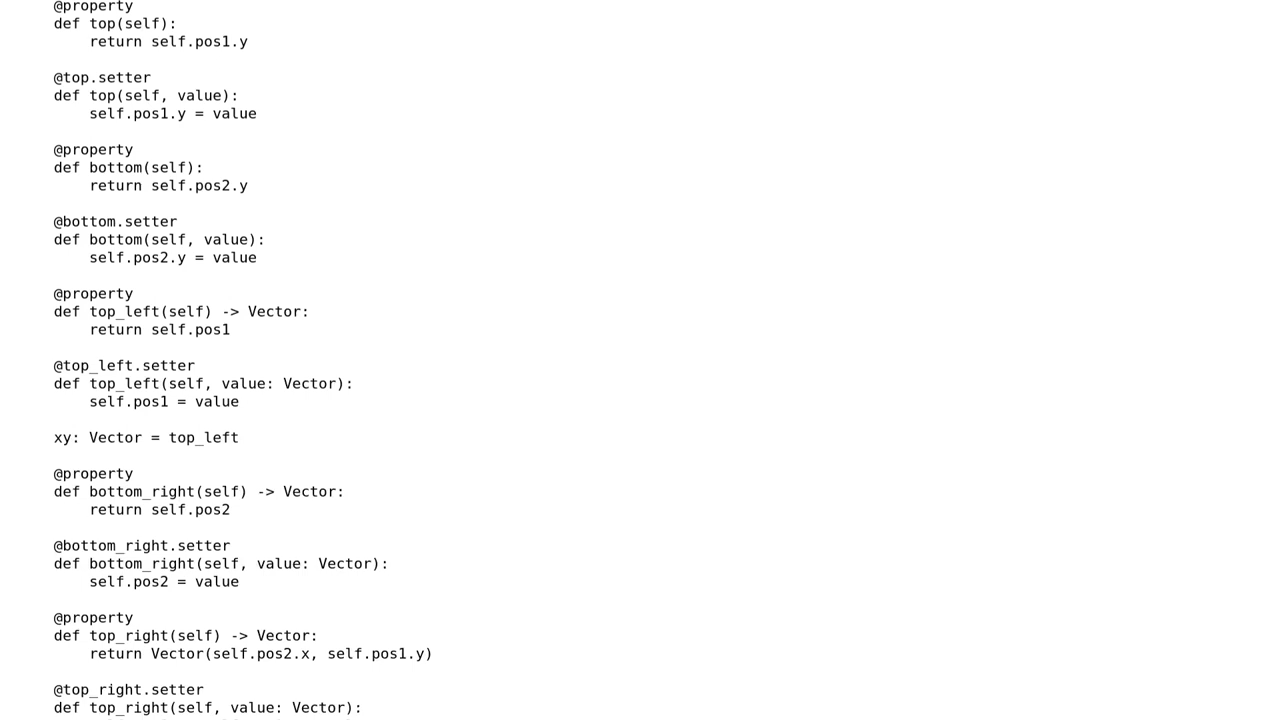 @property
    def top(self):
        return self.pos1.y

    @top.setter
    def top(self, value):
        self.pos1.y = value

    @property
    def bottom(self):
        return self.pos2.y

    @bottom.setter
    def bottom(self, value):
        self.pos2.y = value

    @property
    def top_left(self) -> Vector:
        return self.pos1

    @top_left.setter
    def top_left(self, value: Vector):
        self.pos1 = value

    xy: Vector = top_left

    @property
    def bottom_right(self) -> Vector:
        return self.pos2

    @bottom_right.setter
    def bottom_right(self, value: Vector):
        self.pos2 = value

    @property
    def top_right(self) -> Vector:
        return Vector(self.pos2.x, self.pos1.y)

    @top_right.setter
    def top_right(self, value: Vector):